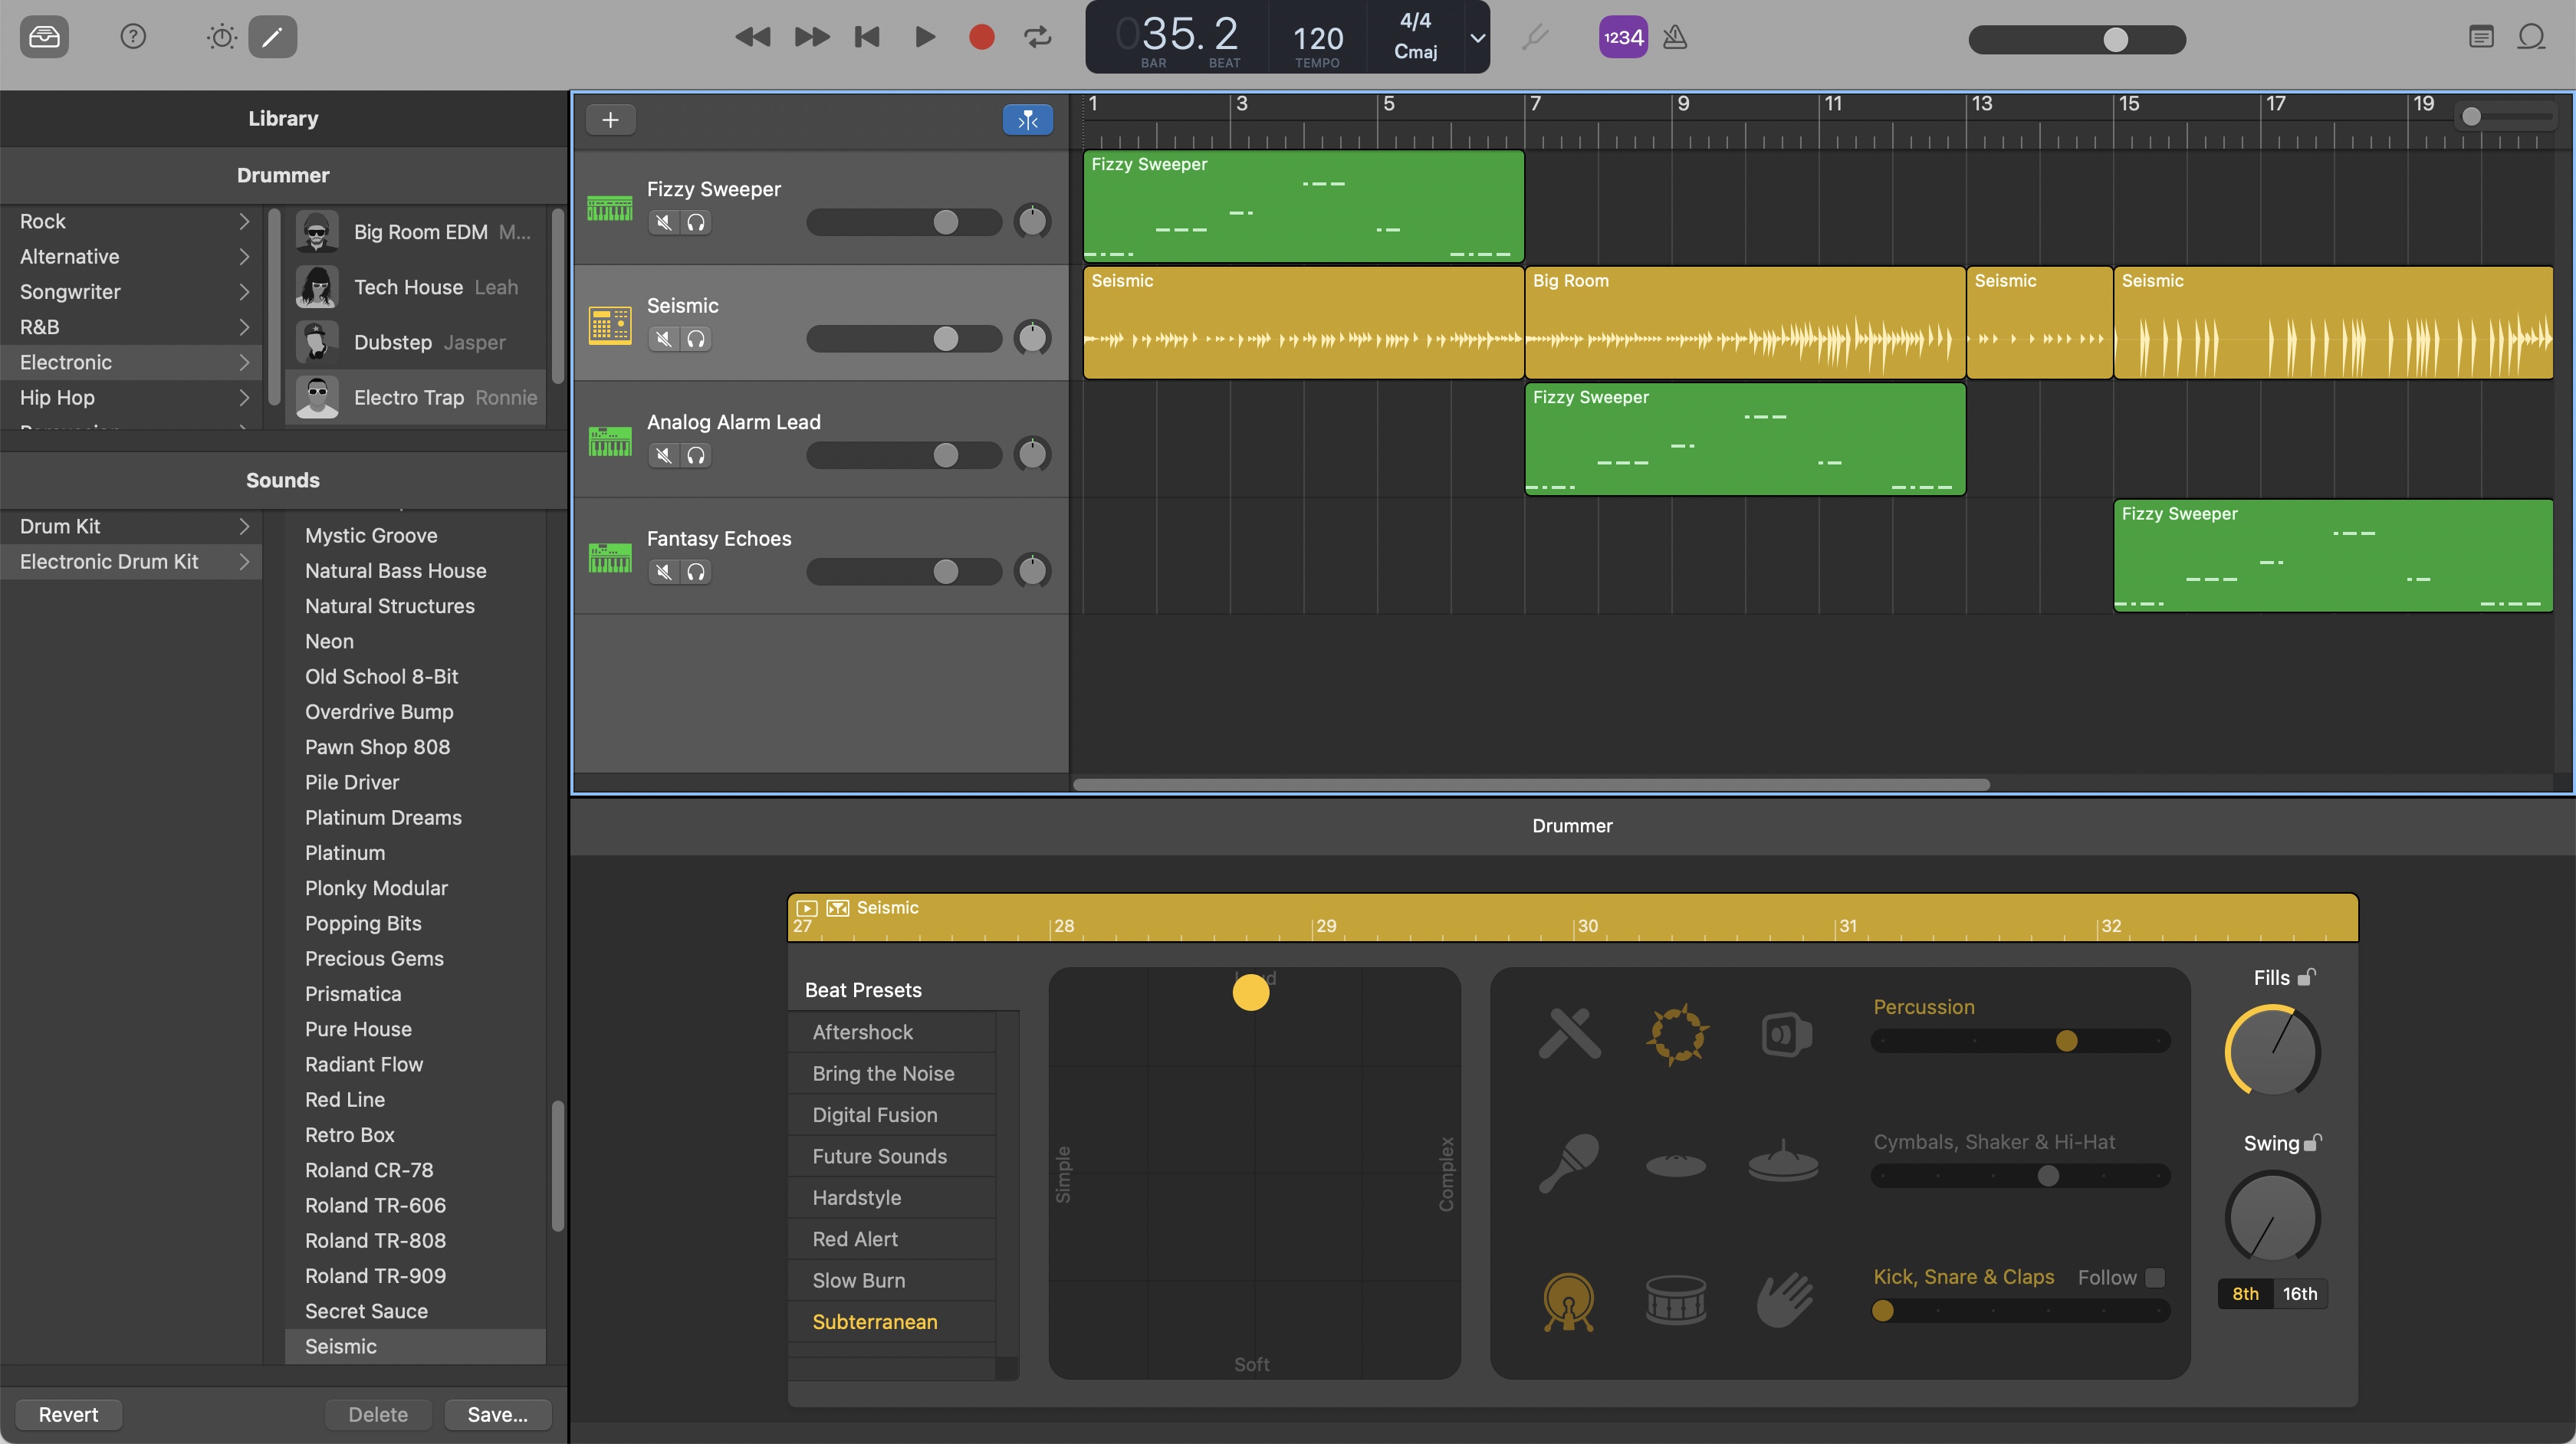 035. 2
BAR
BEAT
120
TEMPO
4/4
Cmaj
1234
Library
Drummer
Rock
Alternative
Songwriter
R&B
Electronic
Hip Hop
Big Room EDM M...
Tech House Leah
Dubstep Jasper
Electro Trap Ronnie
Sounds
Drum Kit
Electronic Drum Kit
Mystic Groove
Natural Bass House
Natural Structures
Neon
Old School 8-Bit
Overdrive Bump
Pawn Shop 808
Pile Driver
Platinum Dreams
Platinum
Plonky Modular
Popping Bits
Precious Gems
Prismatica
Pure House
Radiant Flow
Red Line
Retro Box
Roland CR-78
Roland TR-606
Roland TR-808
Roland TR-909
Secret Sauce
Seismic
Revert
Delete
Save...
1 3 5 7 9 11 13 15 17 19
Fizzy Sweeper
Seismic
Analog Alarm Lead
Fantasy Echoes
Fizzy Sweeper
Seismic
Big Room
Seismic
Seismic
Fizzy Sweeper
Fizzy Sweeper
Drummer
Seismic
27 28 29 30 31 32
Beat Presets
Aftershock
Bring the Noise
Digital Fusion
Future Sounds
Hardstyle
Red Alert
Slow Burn
Subterranean
Simple
Complex
Soft
Percussion
Cymbals, Shaker & Hi-Hat
Kick, Snare & Claps
Follow
Fills
Swing
8th
16th